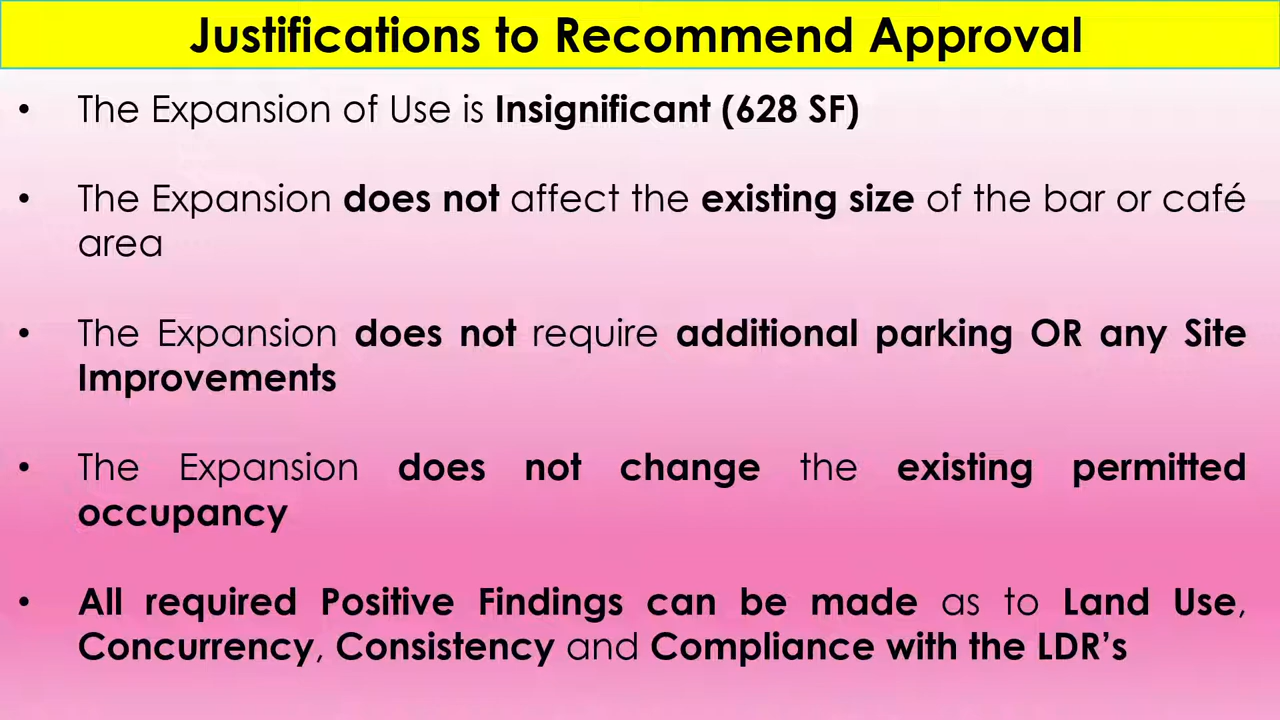 Justifications to Recommend Approval
• The Expansion of Use is Insignificant (628 SF)
• The Expansion does not affect the existing size of the bar or café
area
• The Expansion does not require additional parking OR any Site
Improvements
• The Expansion does not change the existing permitted
occupancy
• All required Positive Findings can be made as to Land Use,
Concurrency, Consistency and Compliance with the LDR’s